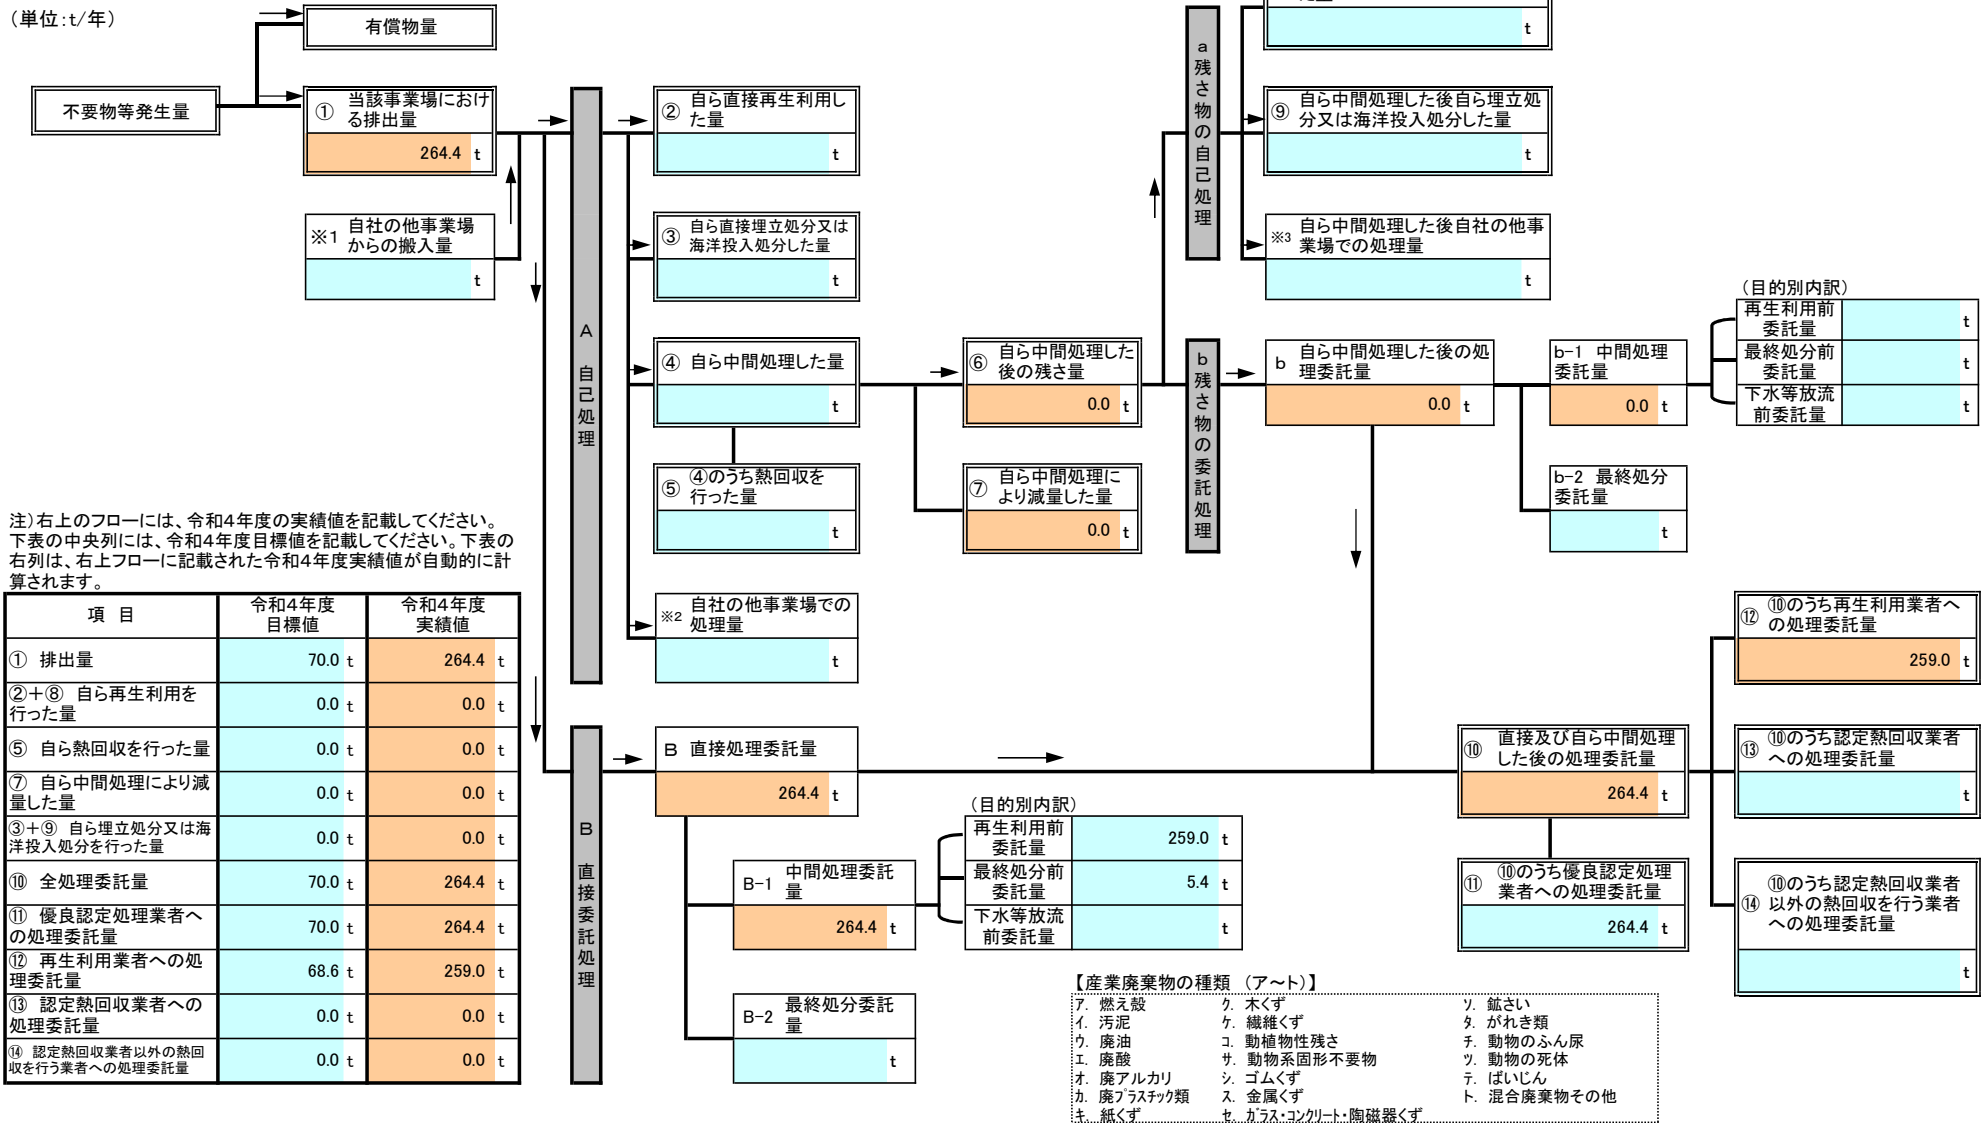 （単位:ｔ/年）
有償物量
不要物等発生量
① 当該事業場におけ
る排出量
264.4 t
※1 自社の他事業場
からの搬入量
t
A 自己処理
② 自ら直接再生利用し
た量
t
③ 自ら直接埋立処分又は
海洋投入処分した量
t
④ 自ら中間処理した量
t
⑤ ④のうち熱回収を
行った量
t
※2 自社の他事業場での
処理量
t
⑥ 自ら中間処理した
後の残さ量
0.0 t
⑦ 自ら中間処理に
より減量した量
0.0 t
a残さ物の自己処理
t
⑨ 自ら中間処理した後自ら埋立処
分又は海洋投入処分した量
t
※3 自ら中間処理した後自社の他事
業場での処理量
t
b残さ物の委託処理
b 自ら中間処理した後の処
理委託量
0.0 t
b-1 中間処理
委託量
0.0 t
b-2 最終処分
委託量
t
（目的別内訳）
再生利用前
委託量
t
最終処分前
委託量
t
下水等放流
前委託量
t
注）右上のフローには、令和4年度の実績値を記載してください。
下表の中央列には、令和4年度目標値を記載してください。下表の
右列は、右上フローに記載された令和4年度実績値が自動的に計
算されます。
項 目 令和4年度 目標値 令和4年度 実績値
① 排出量 70.0 t 264.4 t
②＋⑧ 自ら再生利用を
行った量 0.0 t 0.0 t
⑤ 自ら熱回収を行った量 0.0 t 0.0 t
⑦ 自ら中間処理により減
量した量 0.0 t 0.0 t
③＋⑨ 自ら埋立処分又は海
洋投入処分を行った量 0.0 t 0.0 t
⑩ 全処理委託量 70.0 t 264.4 t
⑪ 優良認定処理業者へ
の処理委託量 70.0 t 264.4 t
⑫ 再生利用業者への処
理委託量 68.6 t 259.0 t
⑬ 認定熱回収業者への
処理委託量 0.0 t 0.0 t
⑭ 認定熱回収業者以外の熱回
収を行う業者への処理委託量 0.0 t 0.0 t
B 直接委託処理
B 直接処理委託量
264.4 t
B-1 中間処理委託
量
264.4 t
B-2 最終処分委託
量
t
（目的別内訳）
再生利用前
委託量
259.0 t
最終処分前
委託量
5.4 t
下水等放流
前委託量
t
⑩ 直接及び自ら中間処理
した後の処理委託量
264.4 t
⑪ ⑩のうち優良認定処理
業者への処理委託量
264.4 t
⑫ ⑩のうち再生利用業者へ
の処理委託量
259.0 t
⑬ ⑩のうち認定熱回収業者
への処理委託量
t
⑭ ⑩のうち認定熱回収業者
以外の熱回収を行う業者
への処理委託量
t
【産業廃棄物の種類 （ア～ト）】
ア. 燃え殻 ク. 木くず ソ. 鉱さい
イ. 汚泥 ケ. 繊維くず タ. がれき類
ウ. 廃油 コ. 動植物性残さ チ. 動物のふん尿
エ. 廃酸 サ. 動物系固形不要物 ツ. 動物の死体
オ. 廃アルカリ シ. ゴムくず テ. ばいじん
カ. 廃プラスチック類 ス. 金属くず ト. 混合廃棄物その他
キ. 紙くず セ. ガラス・コンクリート・陶磁器くず